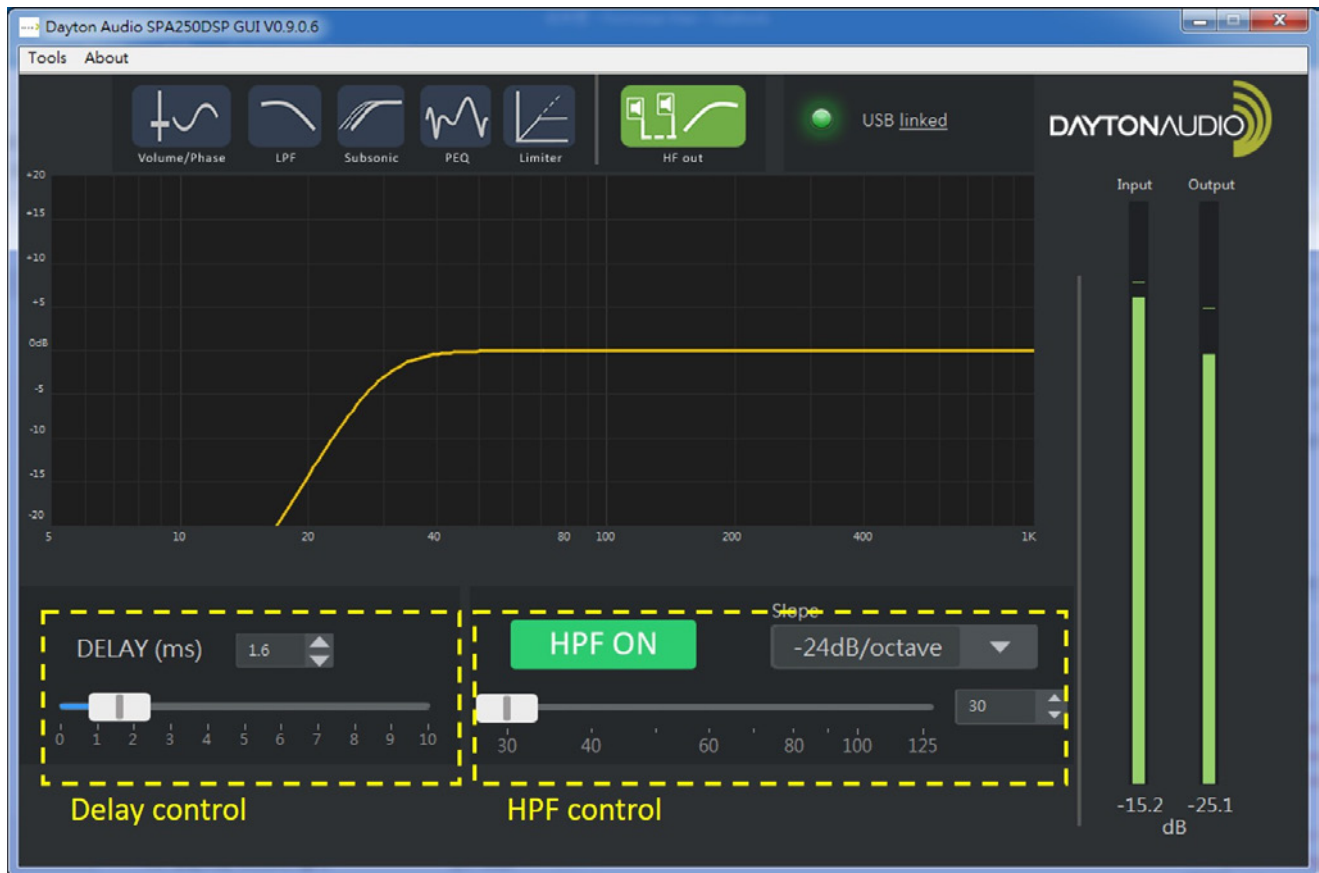 Dayton Audio SPA250DSP GUI V0.9.0.6
Tools About
Volume/Phase LPF Subsonic PEQ Limiter HF out
USB linked
DAYTONAUDIO
Input Output
+20
+15
+10
+5
0dB
-5
-10
-15
-20
5 10 20 40 80 100 200 400 1K
Slope
DELAY (ms) 1.6
HPF ON -24dB/octave
30
0 1 2 3 4 5 6 7 8 9 10
30 40 60 80 100 125
Delay control HPF control
-15.2 -25.1
dB